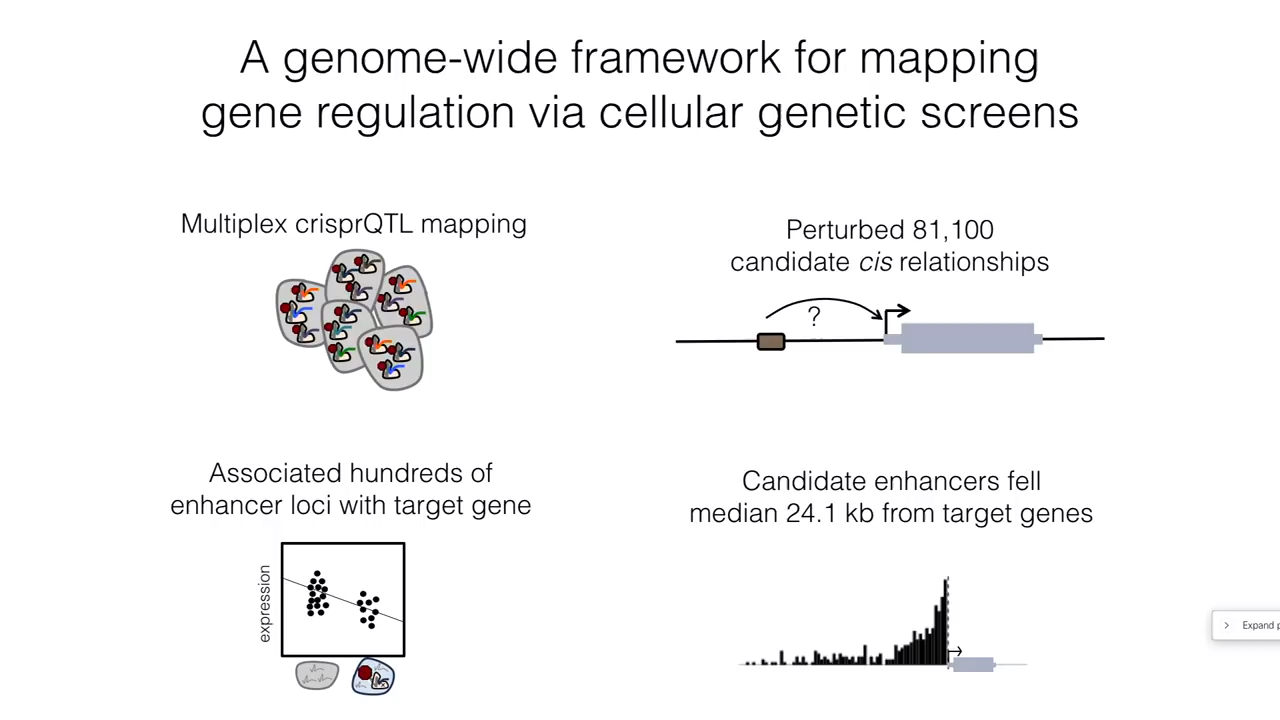 A genome-wide framework for mapping
gene regulation via cellular genetic screens
Multiplex crisprQTL mapping
Perturbed 81,100
candidate cis relationships
?
Associated hundreds of
enhancer loci with target gene
expression
Candidate enhancers fell
median 24.1 kb from target genes
Expand